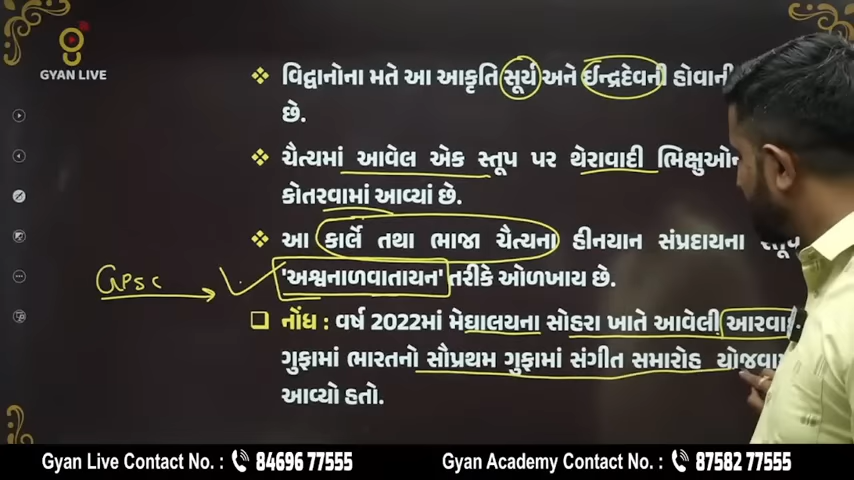 GYAN LIVE
❖ વિદ્વાનોના મતે આ આકૃતિ સૂર્ય અને ઈન્દ્રદેવની હોવાની
છે.
❖ ચૈત્યમાં આવેલ એક સ્તૂપ પર થેરાવાદી ભિક્ષુઓન
કોતરવામાં આવ્યાં છે.
❖ આ કાર્લે તથા ભાજા ચૈત્યના હીનયાન સંપ્રદાયના
GPSC 'અશ્વનાળવાતાયન' તરીકે ઓળખાય છે.
❑ નોંધ : વર્ષ 2022માં મેઘાલયના સોહરા ખાતે આવેલી આરવા
ગુફામાં ભારતનો સૌપ્રથમ ગુફામાં સંગીત સમારોહ યોજવા
આવ્યો હતો.
Gyan Live Contact No. : 84696 77555 Gyan Academy Contact No. : 87582 77555